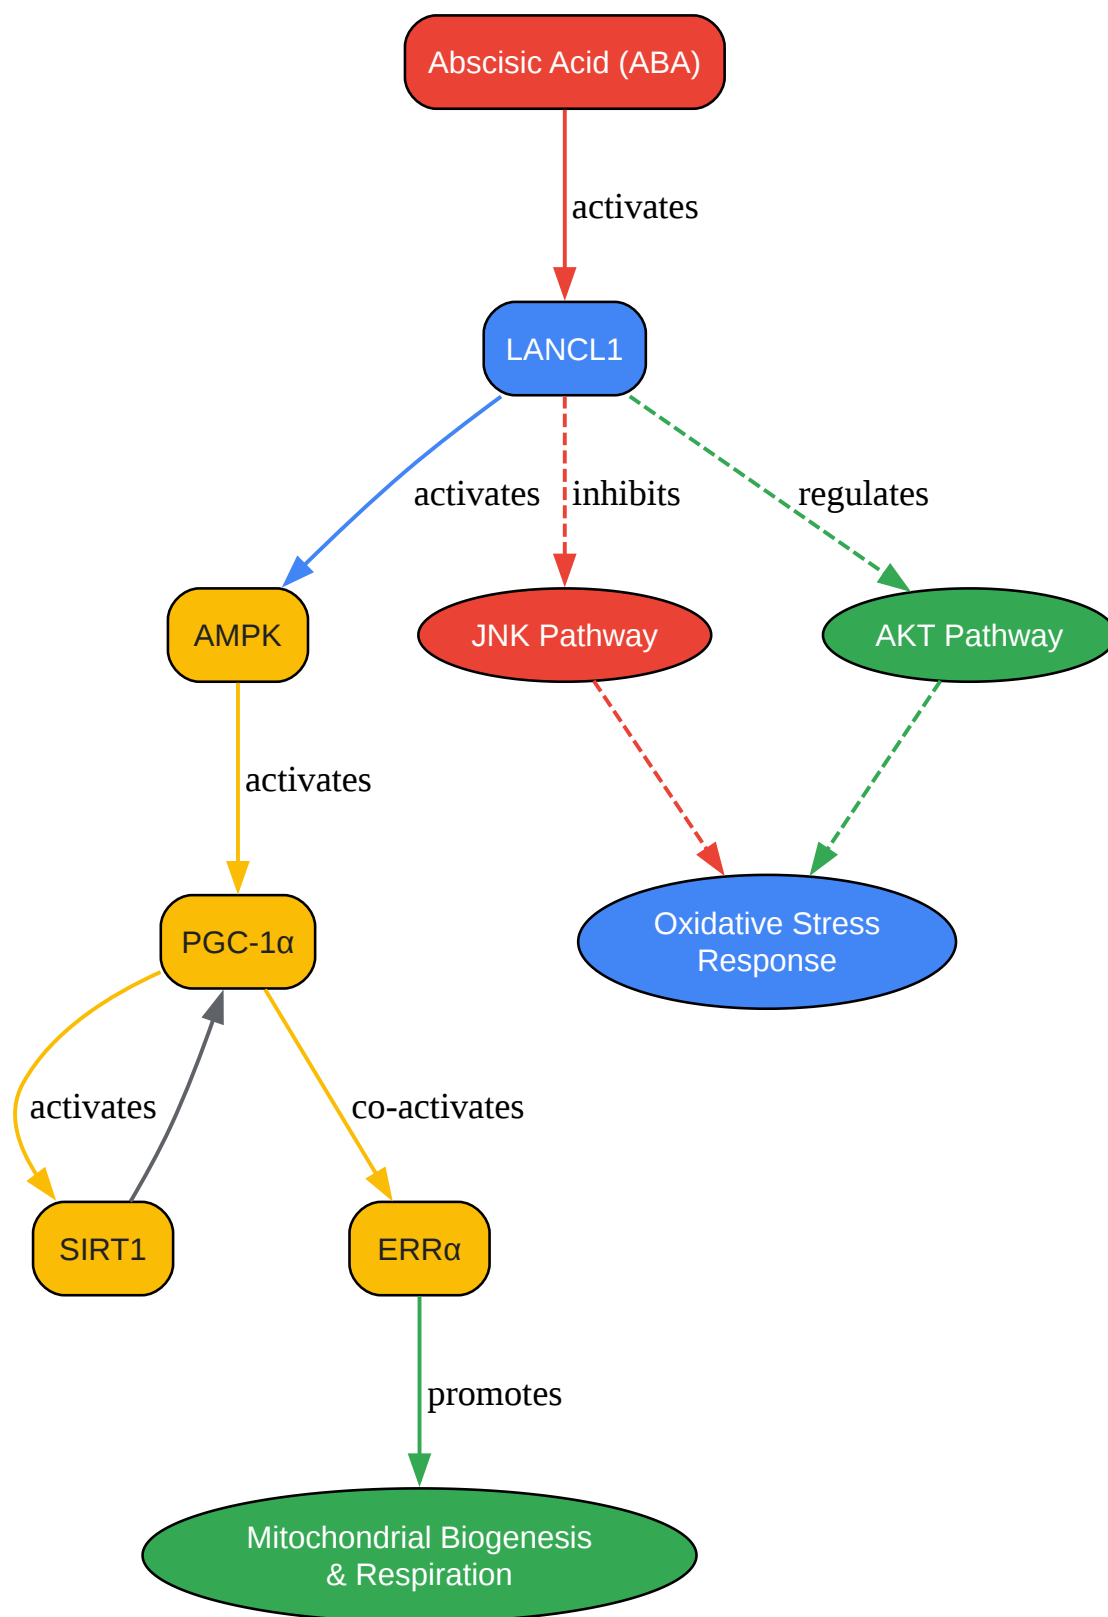 Abscisic Acid (ABA)
activates
LANCL1
activates
inhibits
regulates
AMPK
JNK Pathway
AKT Pathway
activates
PGC-1α
Oxidative Stress
Response
activates
co-activates
SIRT1
ERRα
promotes
Mitochondrial Biogenesis
& Respiration